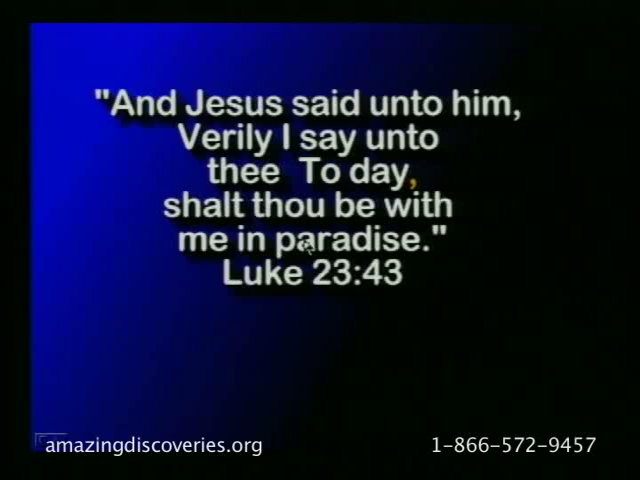 "And Jesus said unto him,
Verily I say unto
thee  To day,
shalt thou be with
me in paradise."
Luke 23:43
amazingdiscoveries.org
1-866-572-9457